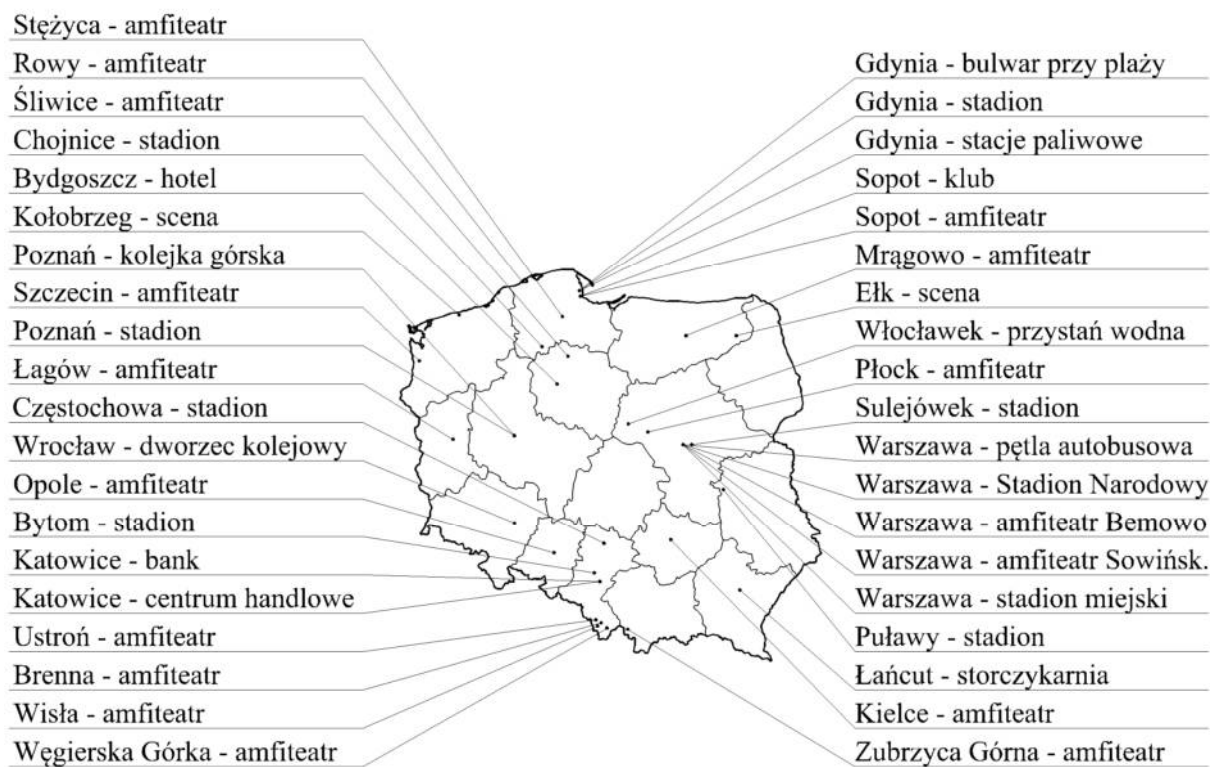 Stężyca - amfiteatr
Rowy - amfiteatr
Śliwice - amfiteatr
Chojnice - stadion
Bydgoszcz - hotel
Kołobrzeg - scena
Poznań - kolejka górska
Szczecin - amfiteatr
Poznań - stadion
Łagów - amfiteatr
Częstochowa - stadion
Wrocław - dworzec kolejowy
Opole - amfiteatr
Bytom - stadion
Katowice - bank
Katowice - centrum handlowe
Ustroń - amfiteatr
Brenna - amfiteatr
Wisła - amfiteatr
Węgierska Górka - amfiteatr
Gdynia - bulwar przy plaży
Gdynia - stadion
Gdynia - stacje paliwowe
Sopot - klub
Sopot - amfiteatr
Mrągowo - amfiteatr
Ełk - scena
Włocławek - przystań wodna
Płock - amfiteatr
Sulejówek - stadion
Warszawa - pętla autobusowa
Warszawa - Stadion Narodowy
Warszawa - amfiteatr Bemowo
Warszawa - amfiteatr Sowińsk.
Warszawa - stadion miejski
Puławy - stadion
Łańcut - storczykarnia
Kielce - amfiteatr
Zubrzyca Górna - amfiteatr